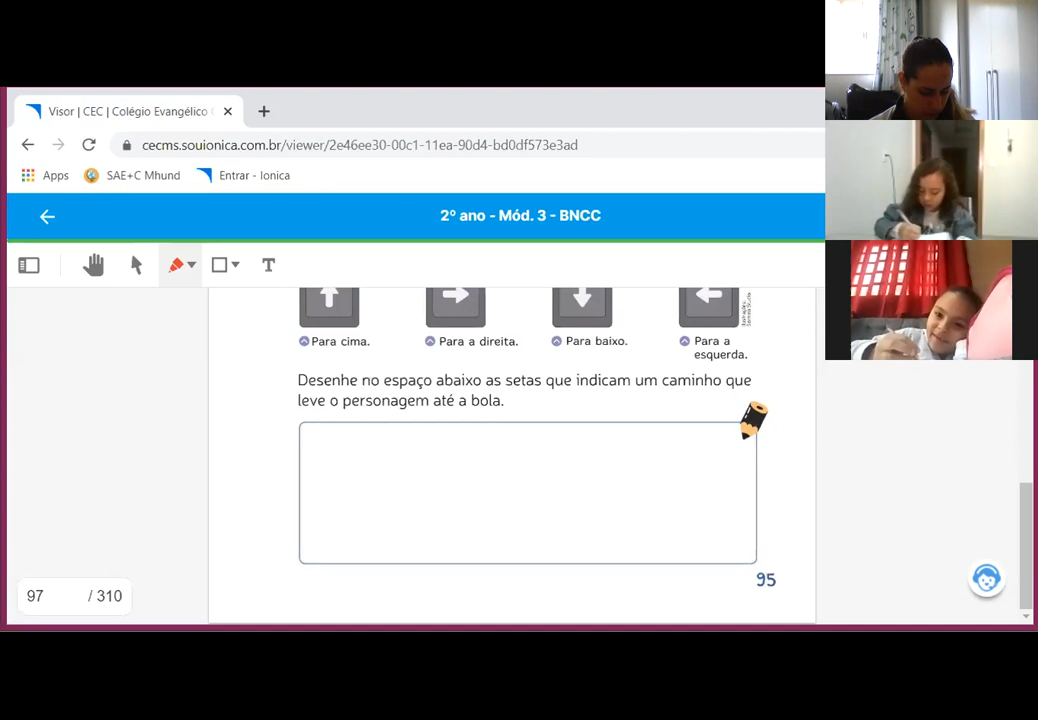 Visor | CEC | Colégio Evangélico
cecms.souionica.com.br/viewer/2e46ee30-00c1-11ea-90d4-bd0df573e3ad
Apps SAE+C Mhund Entrar - Ionica
2º ano - Mód. 3 - BNCC
T
Para cima. Para a direita. Para baixo. Para a
esquerda.
Desenhe no espaço abaixo as setas que indicam um caminho que
leve o personagem até a bola.
95
97 / 310